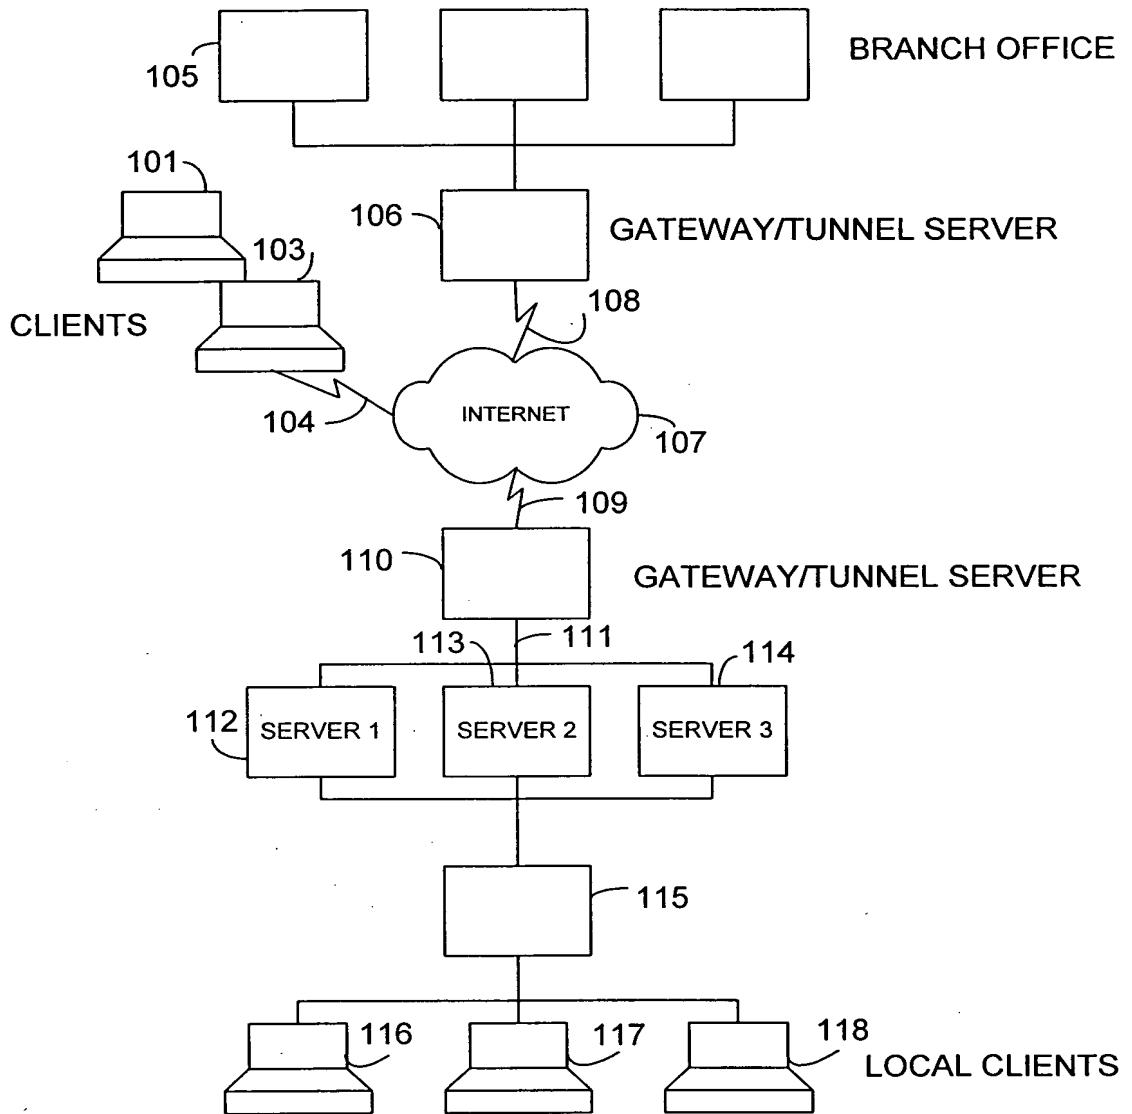 BRANCH OFFICE
105
101
103
106
GATEWAY/TUNNEL SERVER
CLIENTS
108
104
INTERNET
107
109
110
GATEWAY/TUNNEL SERVER
113
111
114
112
SERVER 1
SERVER 2
SERVER 3
115
116
117
118
LOCAL CLIENTS